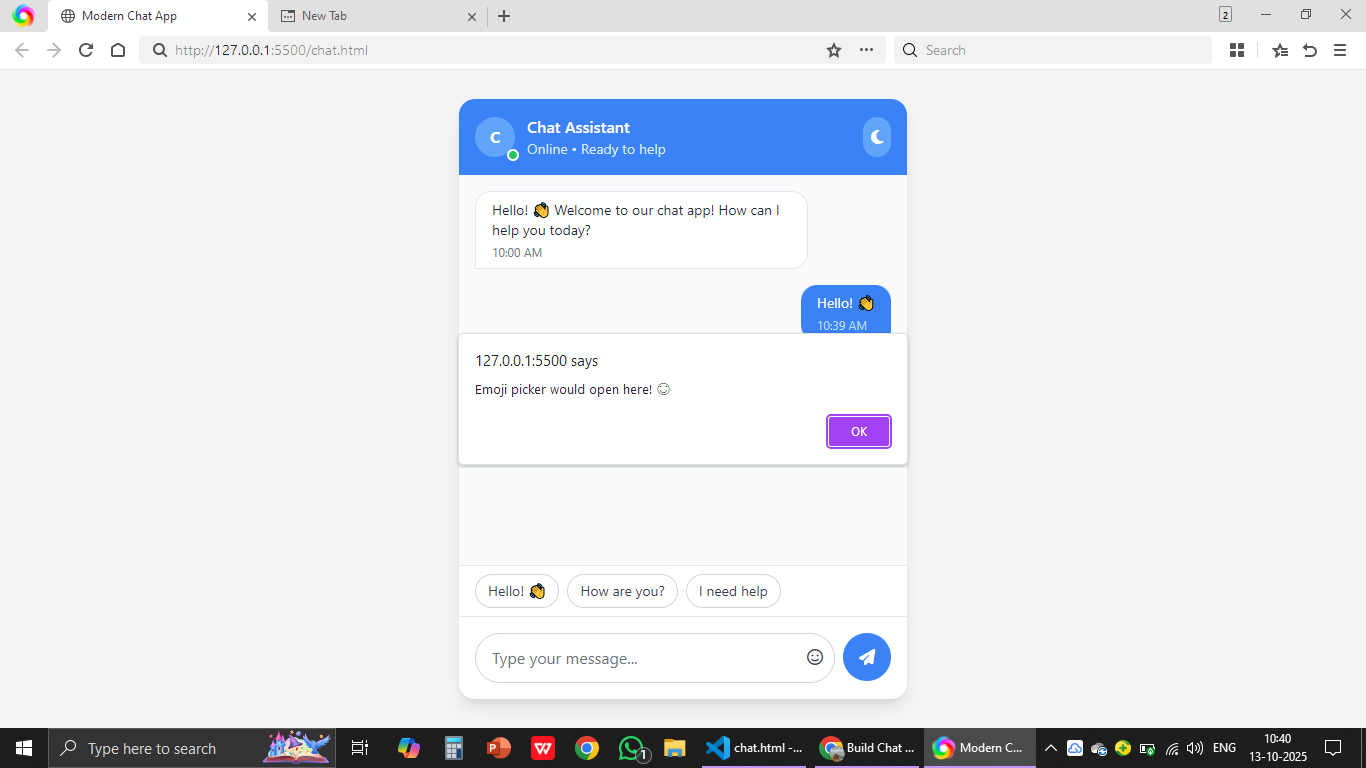 Modern Chat App
New Tab
2
http://127.0.0.1:5500/chat.html
Search
C
Chat Assistant
Online • Ready to help
Hello! 👋 Welcome to our chat app! How can I
help you today?
10:00 AM
Hello! 👋
10:39 AM
127.0.0.1:5500 says
Emoji picker would open here! 😊
OK
Hello! 👋
How are you?
I need help
Type your message...
Type here to search
W
1
chat.html -...
Build Chat ...
Modern C...
ENG
10:40
13-10-2025